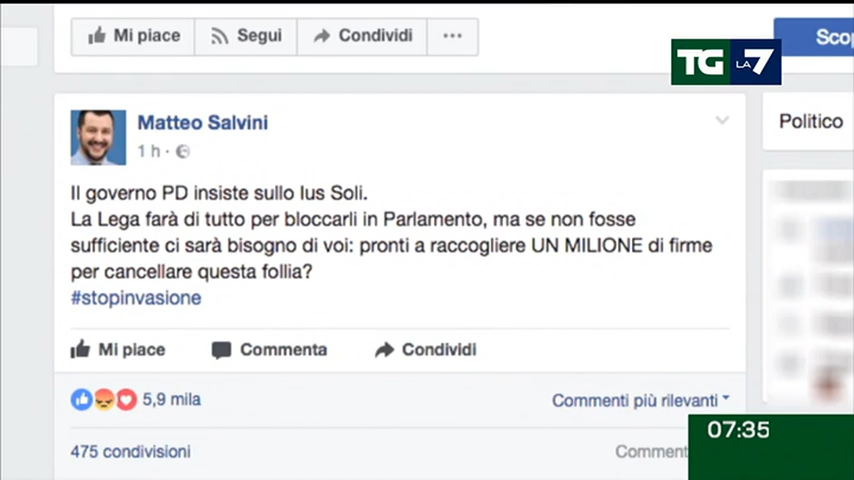 Mi piace Segui Condividi ...
Scop
TG LA7
Matteo Salvini
1 h ·
Politico
Il governo PD insiste sullo Ius Soli.
La Lega farà di tutto per bloccarli in Parlamento, ma se non fosse
sufficiente ci sarà bisogno di voi: pronti a raccogliere UN MILIONE di firme
per cancellare questa follia?
#stopinvasione
Mi piace Commenta Condividi
5,9 mila
Commenti più rilevanti
475 condivisioni
Comment
07:35